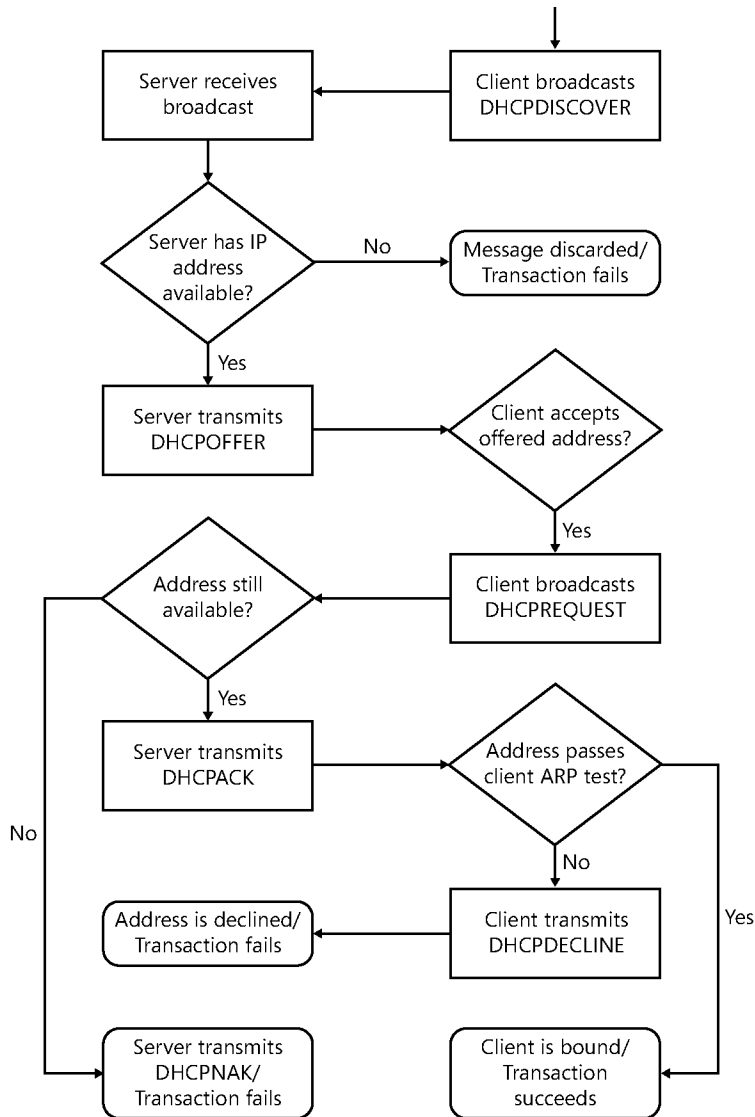 Server receives
broadcast
Client broadcasts
DHCPDISCOVER
Server has IP
address
available?
No
Message discarded/
Transaction fails
Yes
Server transmits
DHCPOFFER
Client accepts
offered address?
Yes
Address still
available?
Client broadcasts
DHCPREQUEST
Yes
Server transmits
DHCPACK
Address passes
client ARP test?
No
No
Yes
Address is declined/
Transaction fails
Client transmits
DHCPDECLINE
Server transmits
DHCPNAK/
Transaction fails
Client is bound/
Transaction
succeeds